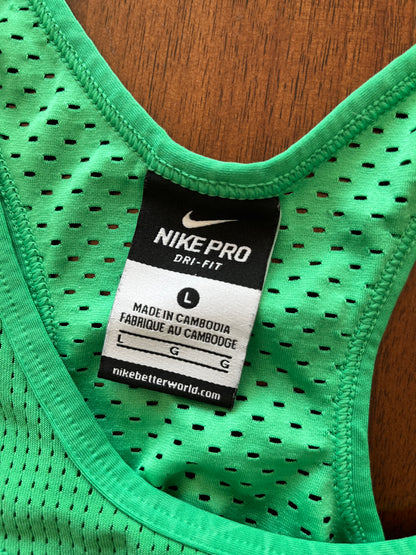 NIKE PRO
DRI-FIT
L
MADE IN CAMBODIA
FABRIQUE AU CAMBODGE
L G G
nikebetterworld.com